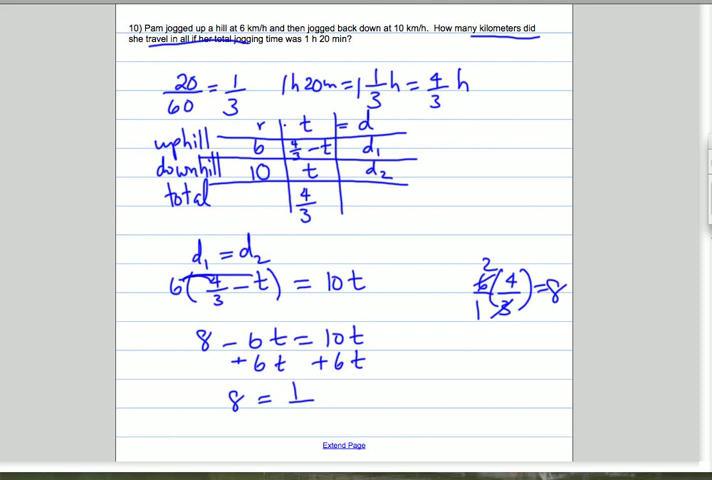 10) Pam jogged up a hill at 6 km/h and then jogged back down at 10 km/h. How many kilometers did
she travel in all if her total jogging time was 1 h 20 min?
20/60 = 1/3 1h 20m = 1 1/3 h = 4/3 h
r · t = d
uphill 6 4/3 - t d₁
downhill 10 t d₂
total 4/3
d₁ = d₂
6(4/3 - t) = 10t
2
6(4/3) = 8
1
8 - 6t = 10t
+6t +6t
8 = 1
Extend Page